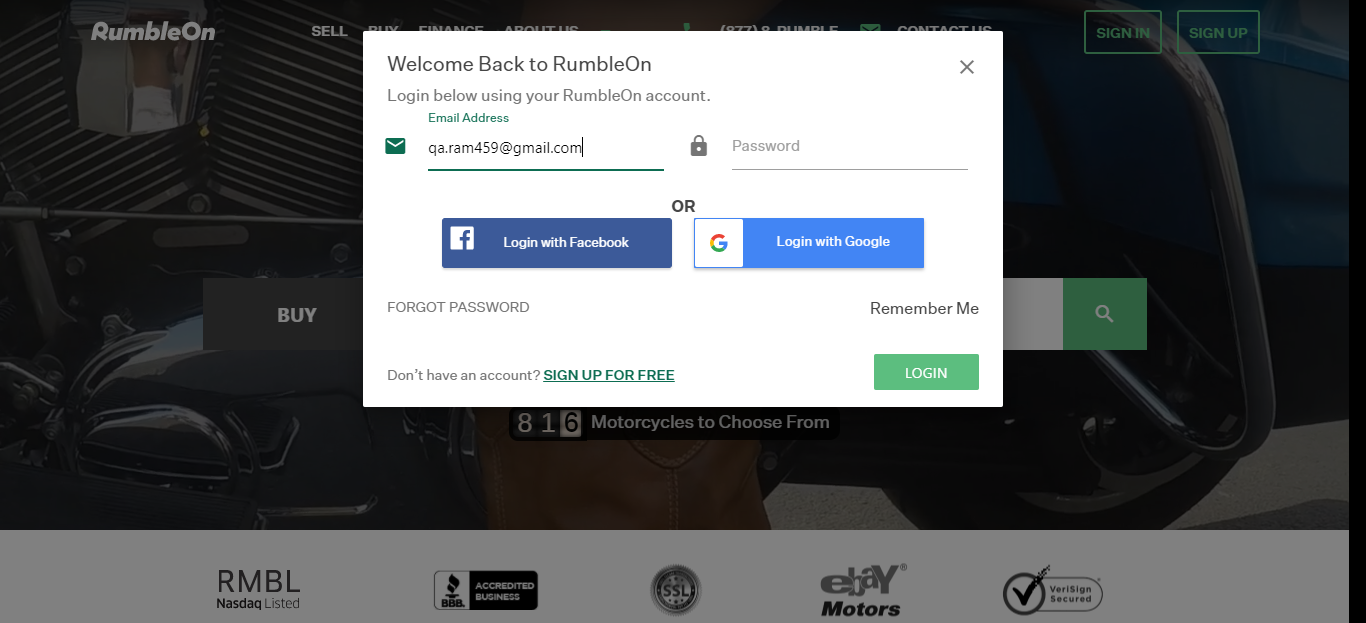 RumbleOn
SELL BUY FINANCE ABOUT US (877) 8-RUMBLE CONTACT US SIGN IN SIGN UP
Welcome Back to RumbleOn
Login below using your RumbleOn account.
Email Address
qa.ram459@gmail.com
Password
OR
Login with Facebook
G
Login with Google
FORGOT PASSWORD
Remember Me
BUY
Don't have an account? SIGN UP FOR FREE
LOGIN
816 Motorcycles to Choose From
RMBL
Nasdaq Listed
BBB.
ACCREDITED
BUSINESS
SSL
ebay®
Motors
VeriSign
Secured